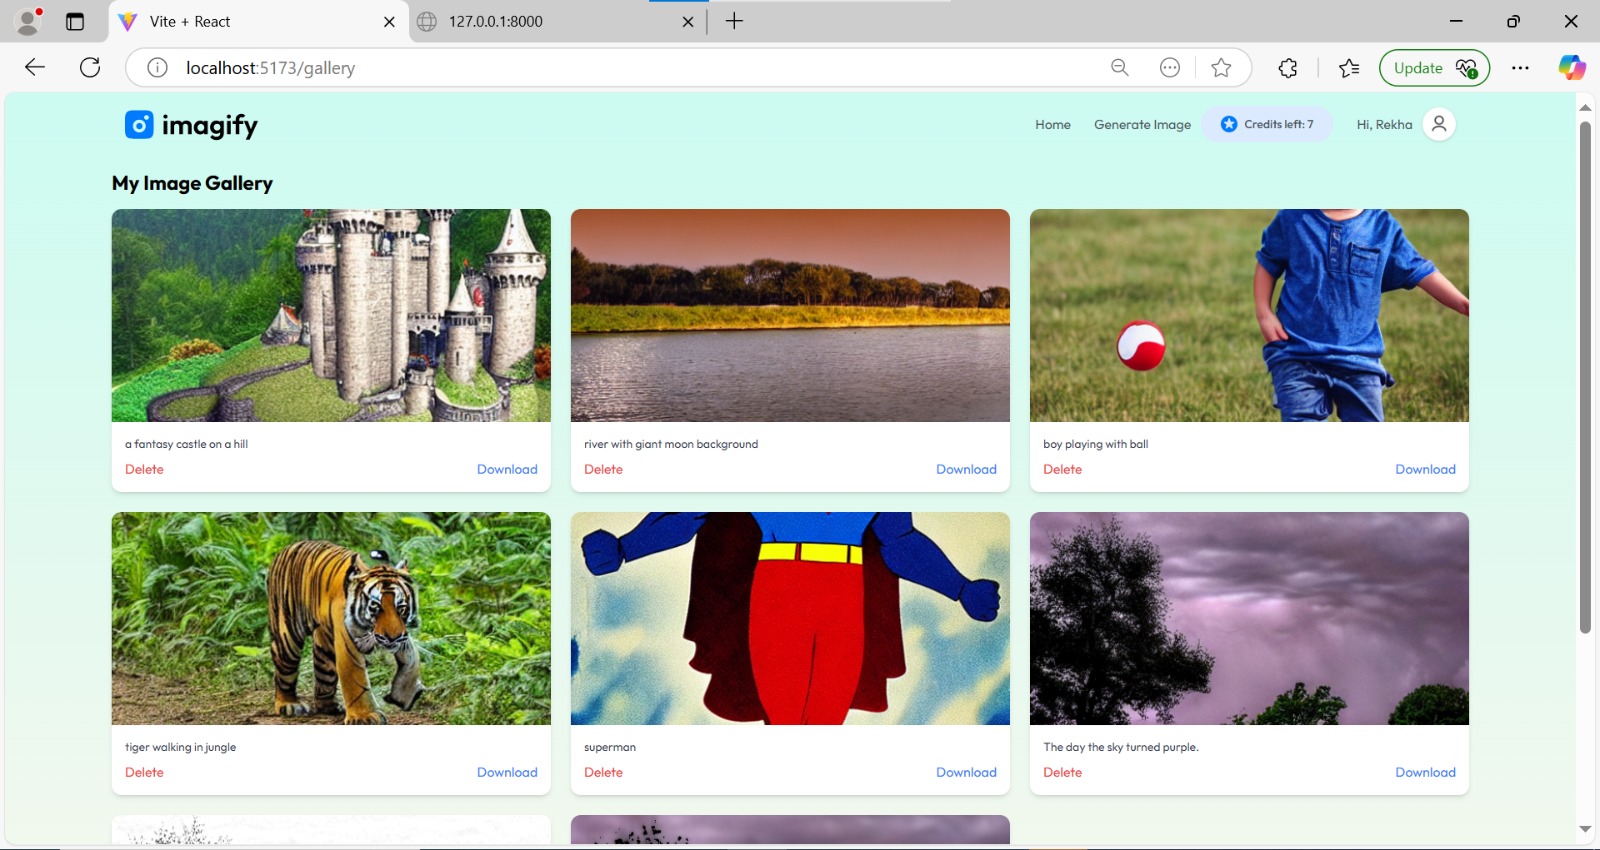 Vite + React
127.0.0.1:8000
localhost:5173/gallery
Update
imagify
Home
Generate Image
Credits left: 7
Hi, Rekha
My Image Gallery
a fantasy castle on a hill
Delete
Download
river with giant moon background
Delete
Download
boy playing with ball
Delete
Download
tiger walking in jungle
Delete
Download
superman
Delete
Download
The day the sky turned purple.
Delete
Download